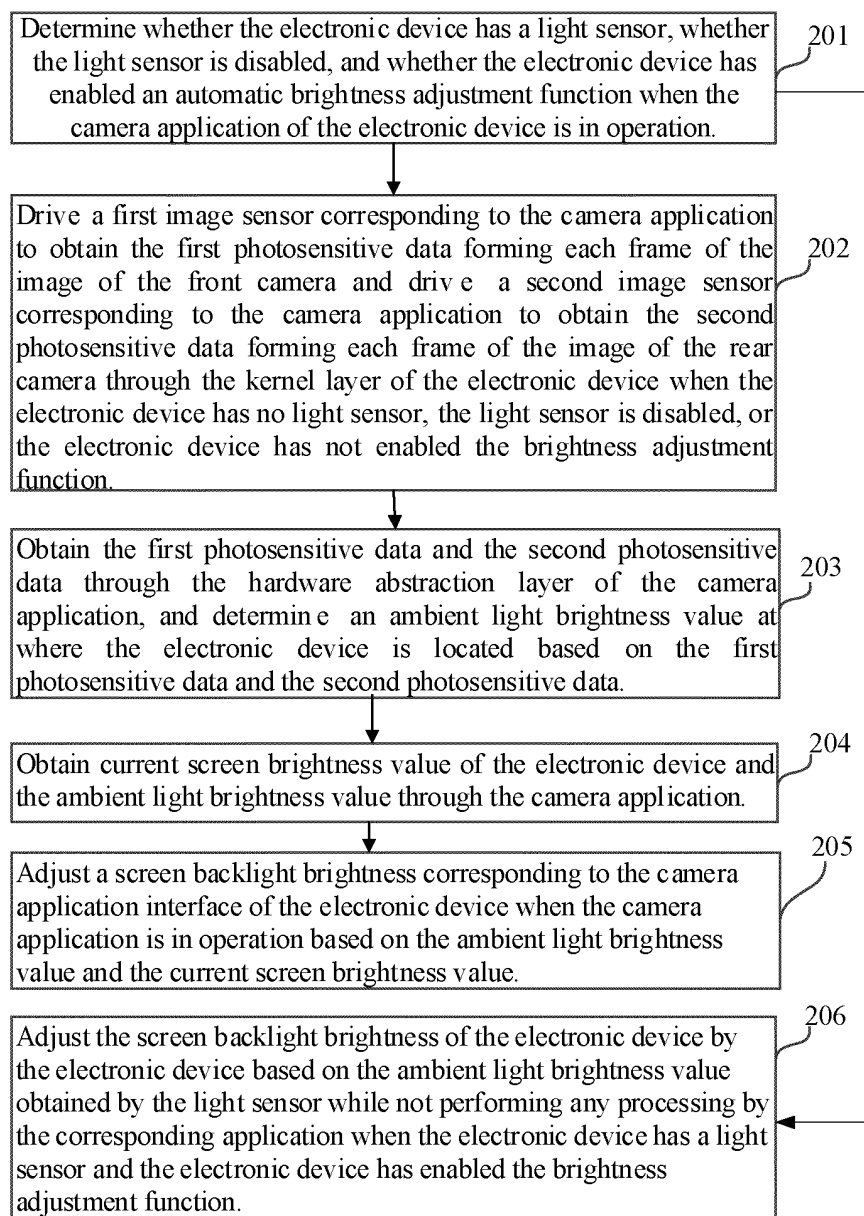 Determine whether the electronic device has a light sensor, whether
the light sensor is disabled, and whether the electronic device has
enabled an automatic brightness adjustment function when the
camera application of the electronic device is in operation.
201
Drive a first image sensor corresponding to the camera application
to obtain the first photosensitive data forming each frame of the
image of the front camera and drive a second image sensor
corresponding to the camera application to obtain the second
photosensitive data forming each frame of the image of the rear
camera through the kernel layer of the electronic device when the
electronic device has no light sensor, the light sensor is disabled, or
the electronic device has not enabled the brightness adjustment
function.
202
Obtain the first photosensitive data and the second photosensitive
data through the hardware abstraction layer of the camera
application, and determine an ambient light brightness value at
where the electronic device is located based on the first
photosensitive data and the second photosensitive data.
203
Obtain current screen brightness value of the electronic device and
the ambient light brightness value through the camera application.
204
Adjust a screen backlight brightness corresponding to the camera
application interface of the electronic device when the camera
application is in operation based on the ambient light brightness
value and the current screen brightness value.
205
Adjust the screen backlight brightness of the electronic device by
the electronic device based on the ambient light brightness value
obtained by the light sensor while not performing any processing by
the corresponding application when the electronic device has a light
sensor and the electronic device has enabled the brightness
adjustment function.
206